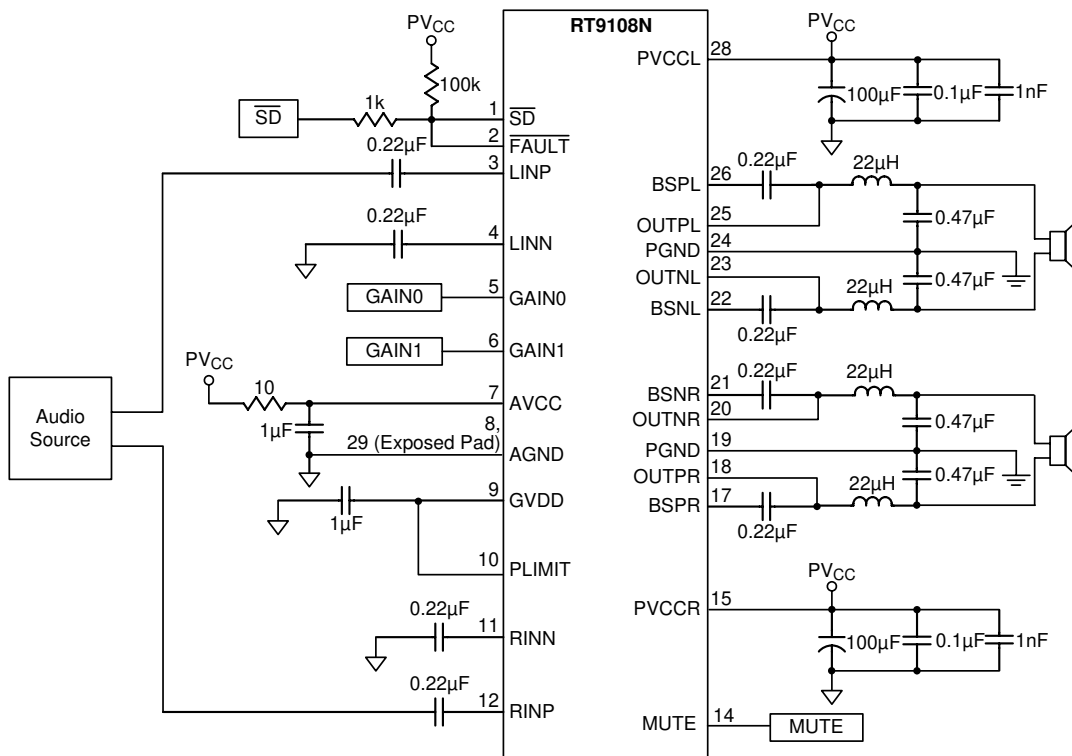 RT9108N
PVCC
100k
1k
SD
1
SD
2
FAULT
0.22µF
3
LINP
0.22µF
4
LINN
GAIN0
5
GAIN0
GAIN1
6
GAIN1
PVCC
10
7
AVCC
1µF
8,
29 (Exposed Pad)
AGND
Audio
Source
9
GVDD
1µF
10
PLIMIT
0.22µF
11
RINN
0.22µF
12
RINP
PVCC
PVCCL
28
100µF
0.1µF
1nF
0.22µF
22µH
BSPL
26
OUTPL
25
0.47µF
PGND
24
OUTNL
23
22µH
0.47µF
BSNL
22
0.22µF
0.22µF
22µH
BSNR
21
OUTNR
20
0.47µF
PGND
19
OUTPR
18
22µH
0.47µF
BSPR
17
0.22µF
PVCC
PVCCR
15
100µF
0.1µF
1nF
MUTE
14
MUTE